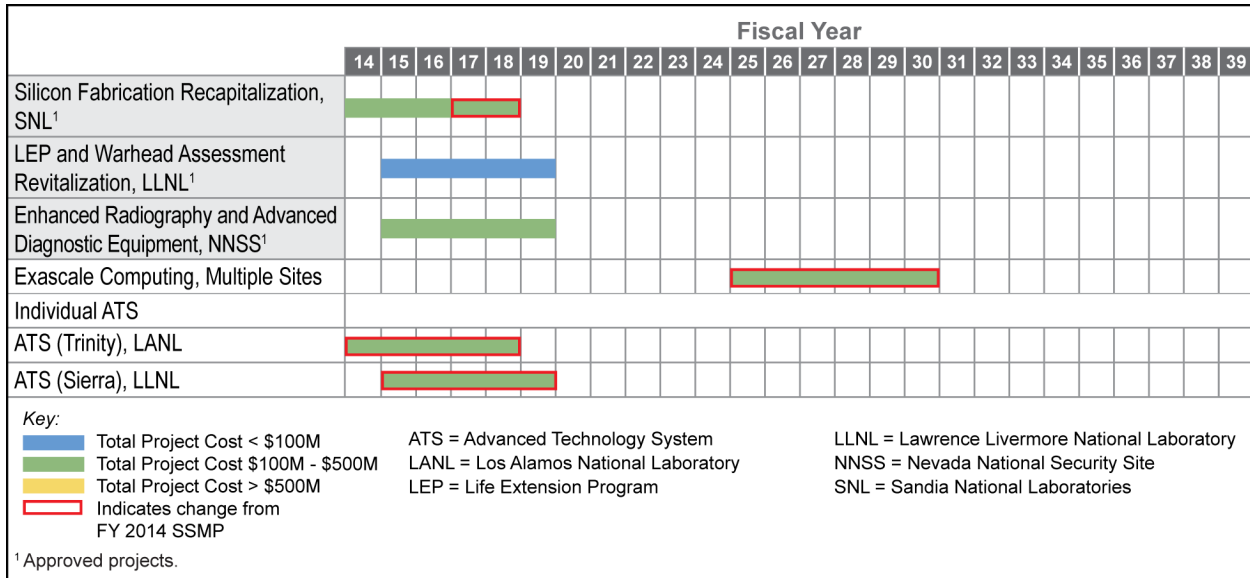 Fiscal Year
14 15 16 17 18 19 20 21 22 23 24 25 26 27 28 29 30 31 32 33 34 35 36 37 38 39
Silicon Fabrication Recapitalization,
SNL¹
LEP and Warhead Assessment
Revitalization, LLNL¹
Enhanced Radiography and Advanced
Diagnostic Equipment, NNSS¹
Exascale Computing, Multiple Sites
Individual ATS
ATS (Trinity), LANL
ATS (Sierra), LLNL
Key:
Total Project Cost < $100M
Total Project Cost $100M - $500M
Total Project Cost > $500M
Indicates change from
FY 2014 SSMP
ATS = Advanced Technology System
LANL = Los Alamos National Laboratory
LEP = Life Extension Program
LLNL = Lawrence Livermore National Laboratory
NNSS = Nevada National Security Site
SNL = Sandia National Laboratories
¹ Approved projects.